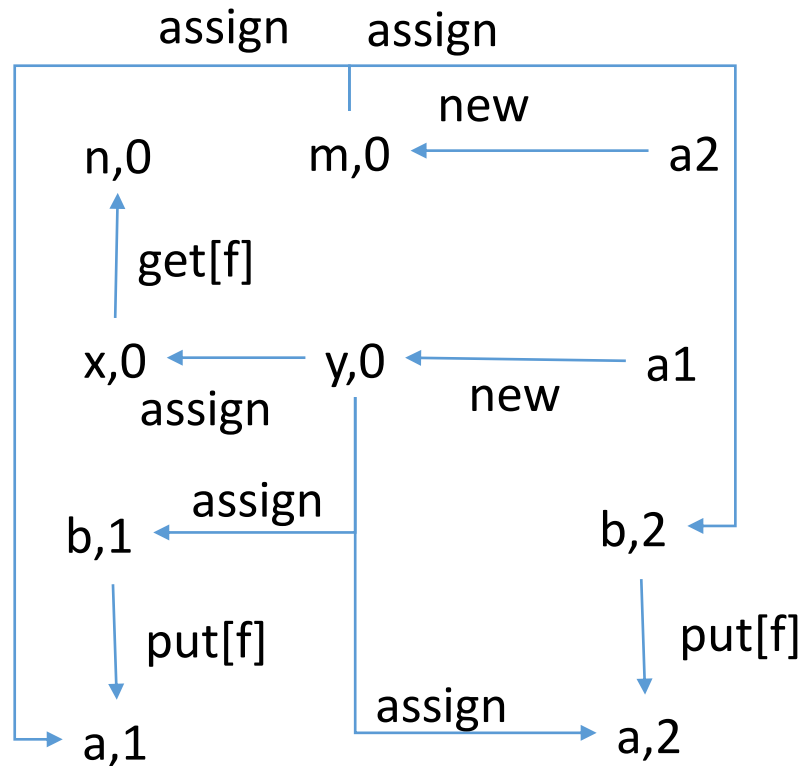 assign assign
new
n,0 m,0 a2
get[f]
x,0 y,0 a1
assign new
assign
b,1 b,2
put[f] put[f]
assign
a,1 a,2